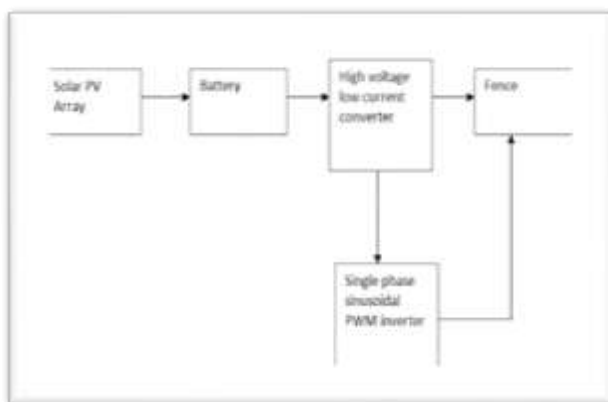 Solar PV
Array
Battery
High voltage
low current
converter
Fence
Single phase
sinusoidal
PWM inverter